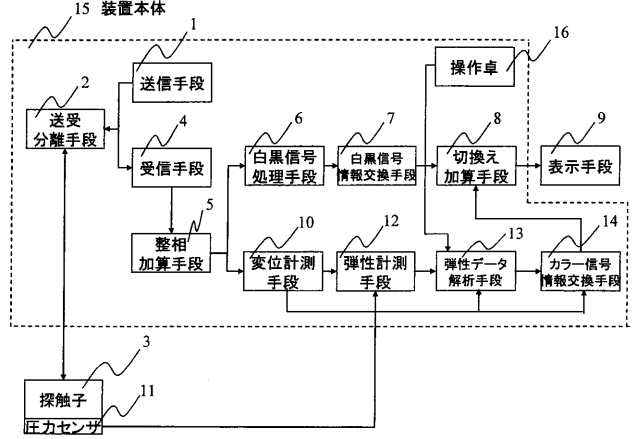 15 装置本体
1
送信手段
16
操作卓
2
送受
分離手段
4
受信手段
6
白黒信号
処理手段
7
白黒信号
情報交換手段
8
切換え
加算手段
9
表示手段
5
整相
加算手段
10
変位計測
手段
12
弾性計測
手段
13
弾性データ
解析手段
14
カラー信号
情報交換手段
3
探触子
11
圧力センサ